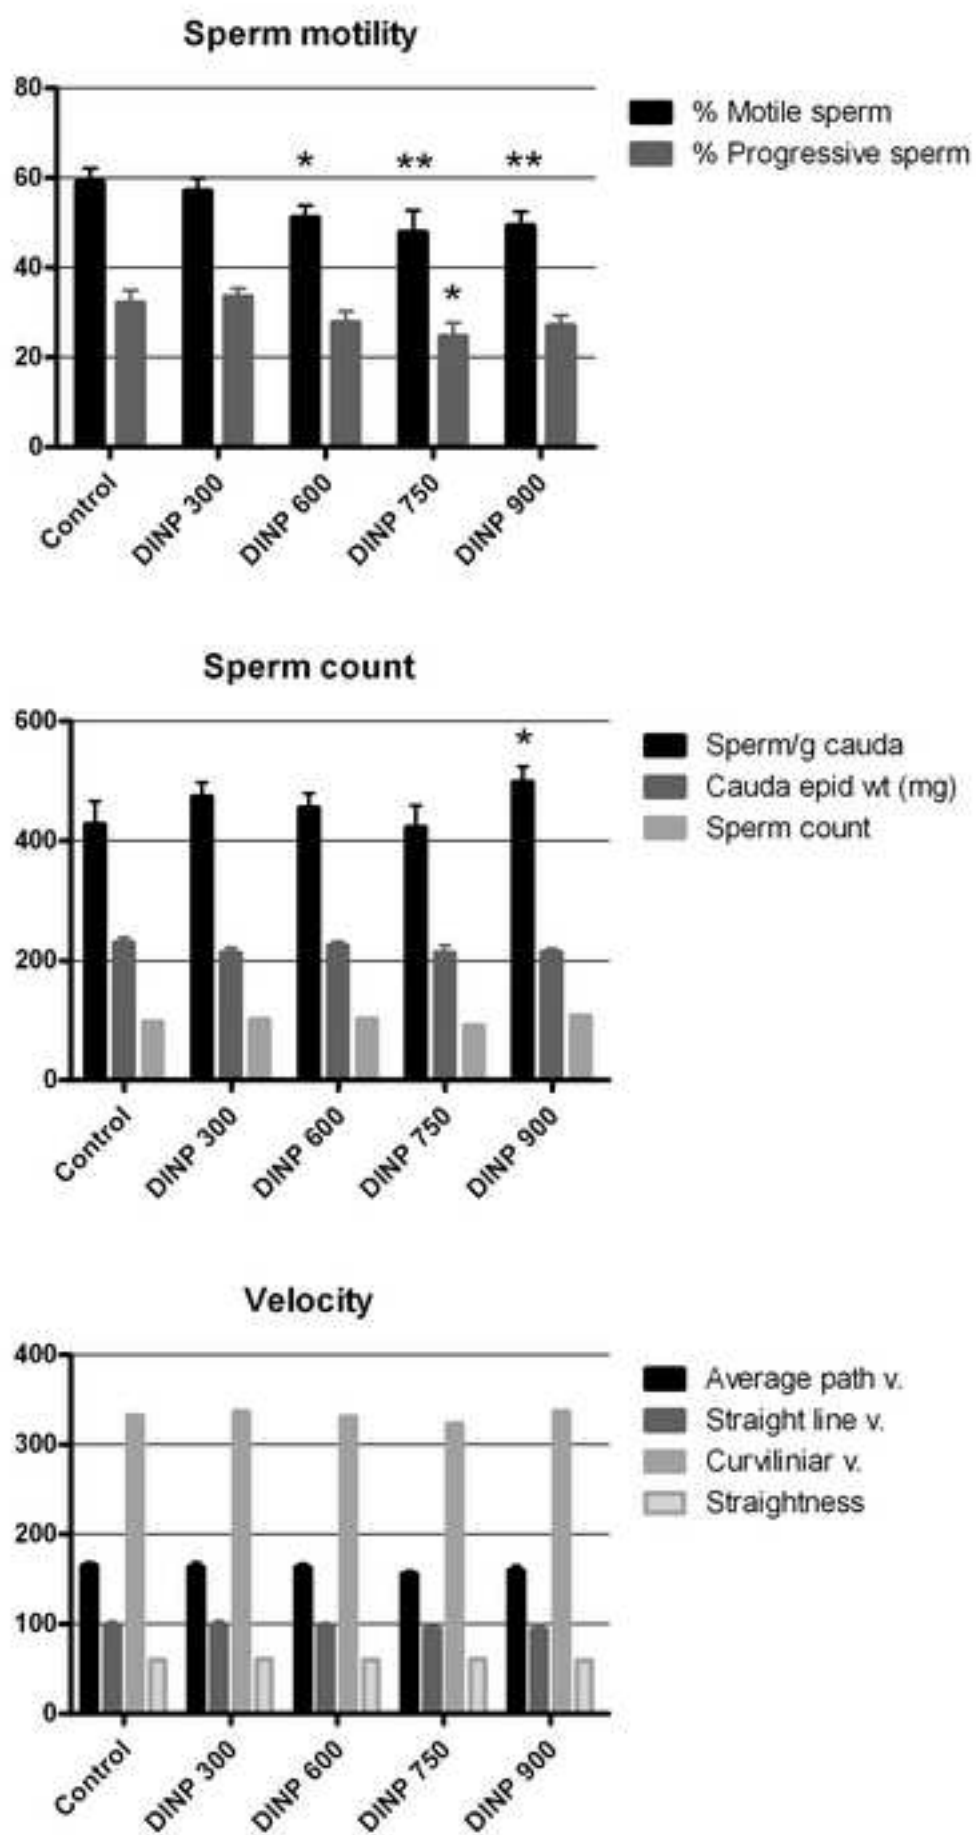 Sperm motility
80
60
40
20
0
* ** **
*
% Motile sperm
% Progressive sperm
Control DINP 300 DINP 600 DINP 750 DINP 900
Sperm count
600
400
200
0
*
Sperm/g cauda
Cauda epid wt (mg)
Sperm count
Control DINP 300 DINP 600 DINP 750 DINP 900
Velocity
400
300
200
100
0
Average path v.
Straight line v.
Curviliniar v.
Straightness
Control DINP 300 DINP 600 DINP 750 DINP 900